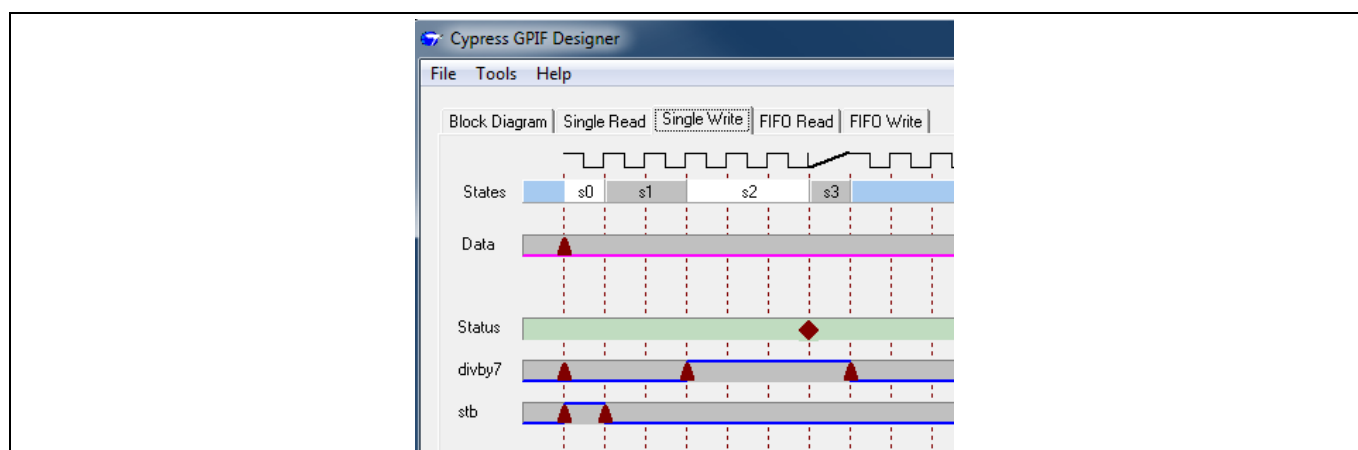 Cypress GPIF Designer
File Tools Help
Block Diagram Single Read Single Write FIFO Read FIFO Write
States s0 s1 s2 s3
Data
Status
divby7
stb